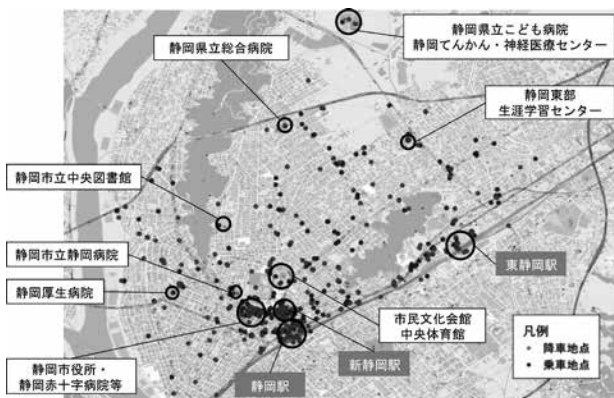 静岡県立こども病院
静岡てんかん・神経医療センター
静岡県立総合病院
静岡東部
生涯学習センター
静岡市立中央図書館
静岡市立静岡病院
東静岡駅
静岡厚生病院
市民文化会館
中央体育館
新静岡駅
静岡市役所・
静岡赤十字病院等
静岡駅
凡例
降車地点
乗車地点